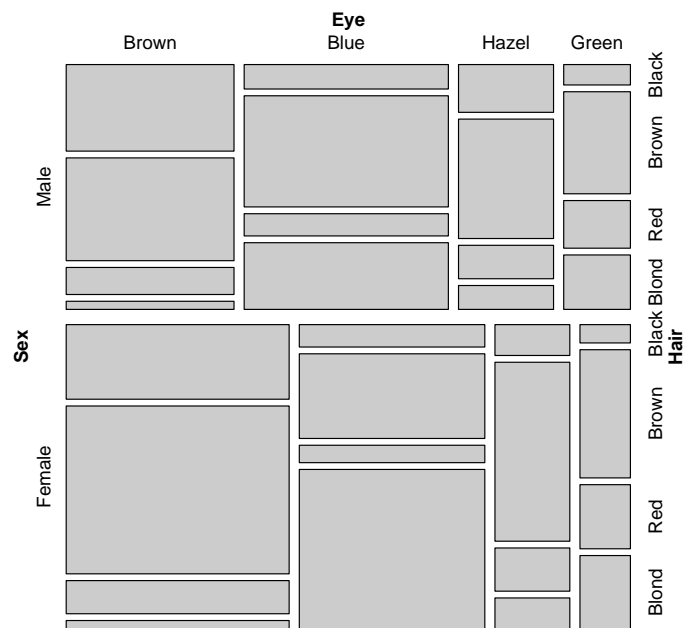 Eye
Brown Blue Hazel Green
Male
Female
Sex
Black
Brown
Red
Blond
Black
Brown
Red
Blond
Hair